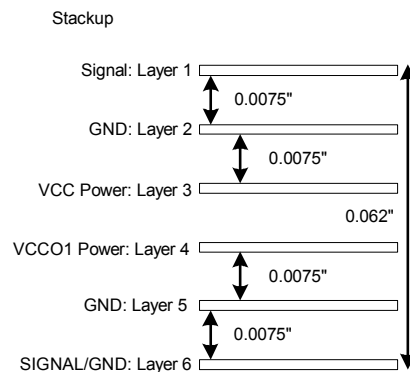 Stackup
Signal: Layer 1
0.0075"
GND: Layer 2
0.0075"
VCC Power: Layer 3
0.062"
VCCO1 Power: Layer 4
0.0075"
GND: Layer 5
0.0075"
SIGNAL/GND: Layer 6